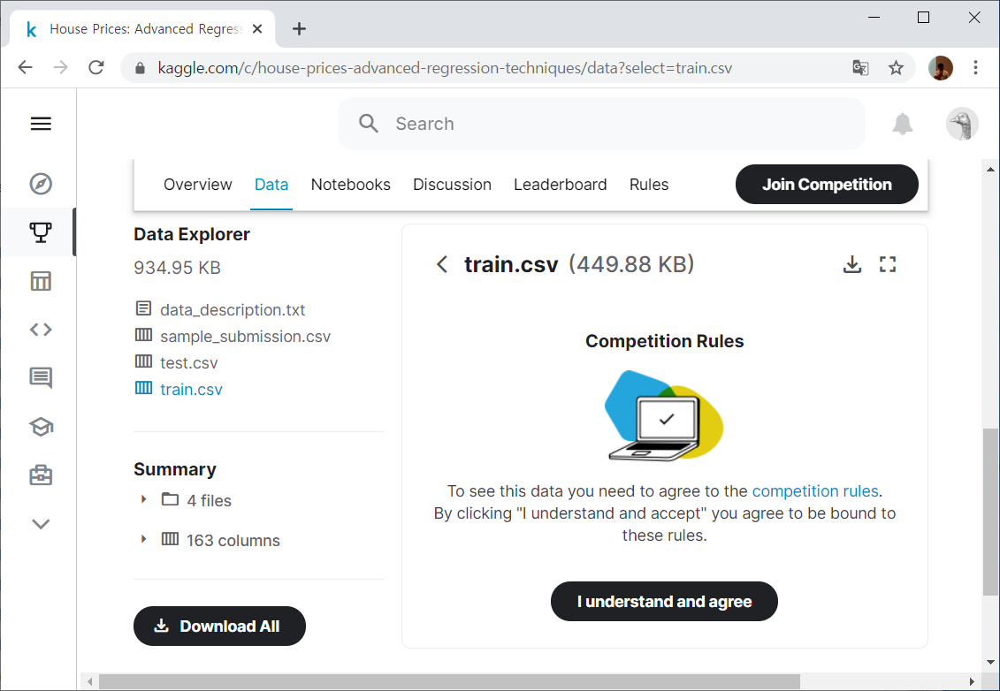 House Prices: Advanced Regress
kaggle.com/c/house-prices-advanced-regression-techniques/data?select=train.csv
Search
Overview Data Notebooks Discussion Leaderboard Rules Join Competition
Data Explorer
934.95 KB
data_description.txt
sample_submission.csv
test.csv
train.csv
Summary
4 files
163 columns
Download All
train.csv (449.88 KB)
Competition Rules
To see this data you need to agree to the competition rules.
By clicking "I understand and accept" you agree to be bound to
these rules.
I understand and agree